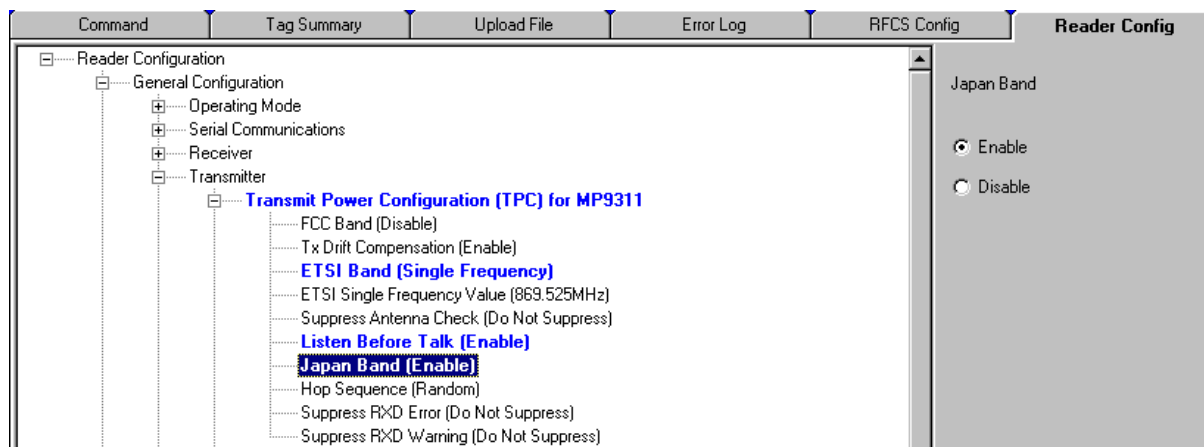 Command Tag Summary Upload File Error Log RFCS Config Reader Config
Reader Configuration
General Configuration
Operating Mode
Serial Communications
Receiver
Transmitter
Transmit Power Configuration (TPC) for MP9311
FCC Band (Disable)
Tx Drift Compensation (Enable)
ETSI Band (Single Frequency)
ETSI Single Frequency Value (869.525MHz)
Suppress Antenna Check (Do Not Suppress)
Listen Before Talk (Enable)
Japan Band (Enable)
Hop Sequence (Random)
Suppress RXD Error (Do Not Suppress)
Suppress RXD Warning (Do Not Suppress)
Japan Band
Enable
Disable